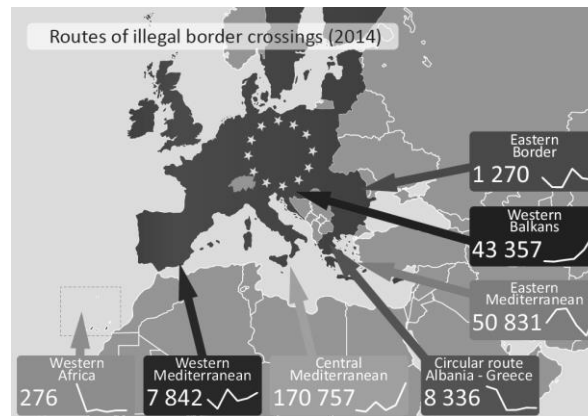 Routes of illegal border crossings (2014)
Eastern
Border
1 270
Western
Balkans
43 357
Eastern
Mediterranean
50 831
Western
Africa
276
Western
Mediterranean
7 842
Central
Mediterranean
170 757
Circular route
Albania - Greece
8 336